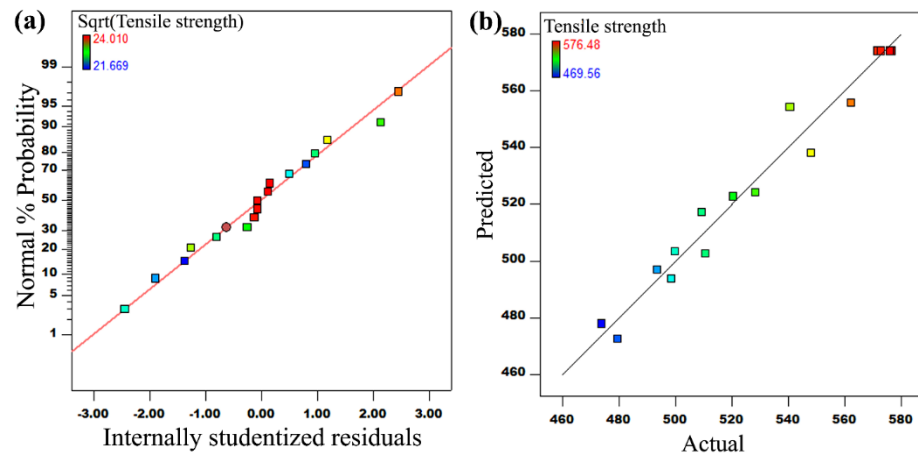 (a)
Sqrt(Tensile strength)
24.010
21.669
Normal % Probability
99
95
90
80
70
50
30
20
10
5
1
-3.00 -2.00 -1.00 0.00 1.00 2.00 3.00
Internally studentized residuals
(b)
Tensile strength
576.48
469.56
Predicted
580
560
540
520
500
480
460
460 480 500 520 540 560 580
Actual